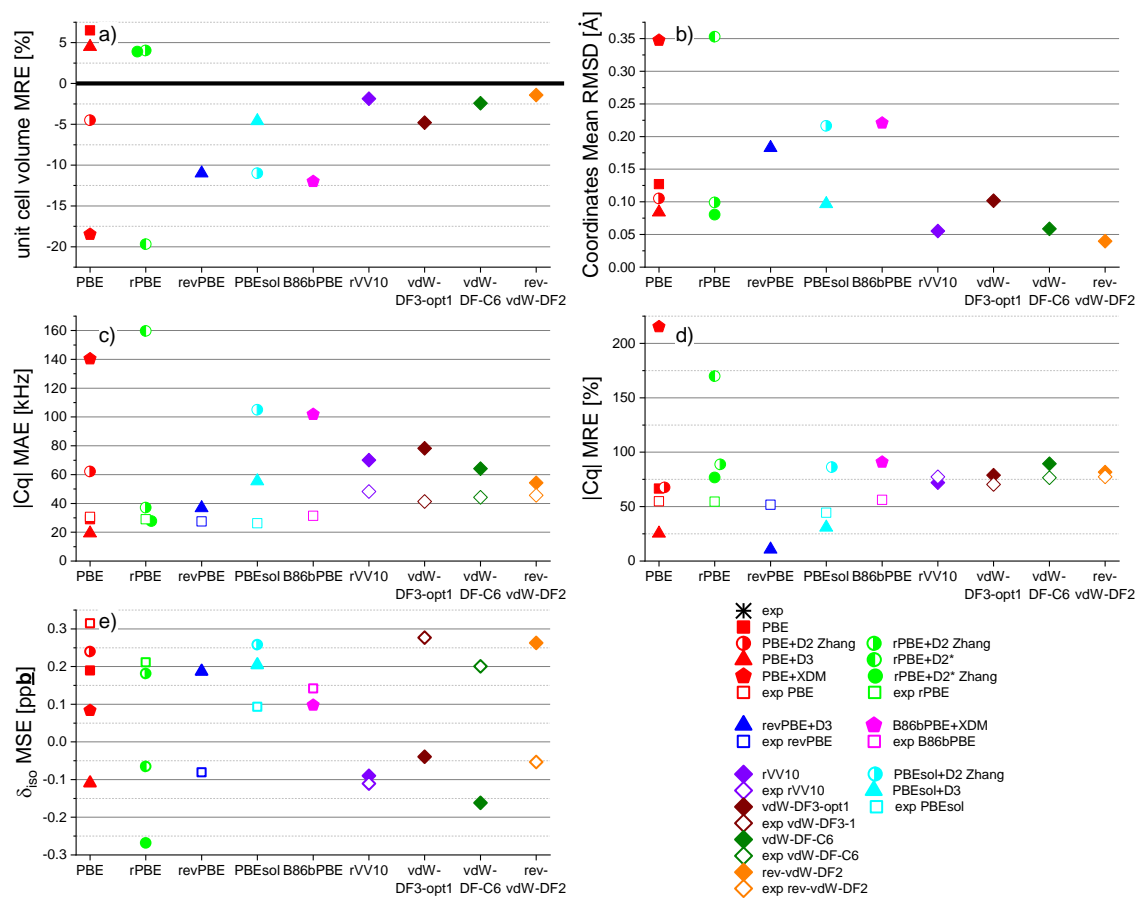 a)
unit cell volume MRE [%]
5
0
-5
-10
-15
-20
PBE rPBE revPBE PBEsol B86bPBE rVV10 vdW- vdW- rev-
DF3-opt1 DF-C6 vdW-DF2
b)
Coordinates Mean RMSD [Å]
0.35
0.30
0.25
0.20
0.15
0.10
0.05
0.00
PBE rPBE revPBE PBEsol B86bPBE rVV10 vdW- vdW- rev-
DF3-opt1 DF-C6 vdW-DF2
c)
|Cq| MAE [kHz]
160
140
120
100
80
60
40
20
0
PBE rPBE revPBE PBEsol B86bPBE rVV10 vdW- vdW- rev-
DF3-opt1 DF-C6 vdW-DF2
d)
|Cq| MRE [%]
200
150
100
50
0
PBE rPBE revPBE PBEsol B86bPBE rVV10 vdW- vdW- rev-
DF3-opt1 DF-C6 vdW-DF2
e)
δiso MSE [ppb]
0.3
0.2
0.1
0.0
-0.1
-0.2
-0.3
PBE rPBE revPBE PBEsol B86bPBE rVV10 vdW- vdW- rev-
DF3-opt1 DF-C6 vdW-DF2
exp
PBE
PBE+D2 Zhang rPBE+D2 Zhang
PBE+D3 rPBE+D2*
PBE+XDM rPBE+D2* Zhang
exp PBE exp rPBE
revPBE+D3 B86bPBE+XDM
exp revPBE exp B86bPBE
rVV10 PBEsol+D2 Zhang
exp rVV10 PBEsol+D3
vdW-DF3-opt1 exp PBEsol
exp vdW-DF3-1
vdW-DF-C6
exp vdW-DF-C6
rev-vdW-DF2
exp rev-vdW-DF2